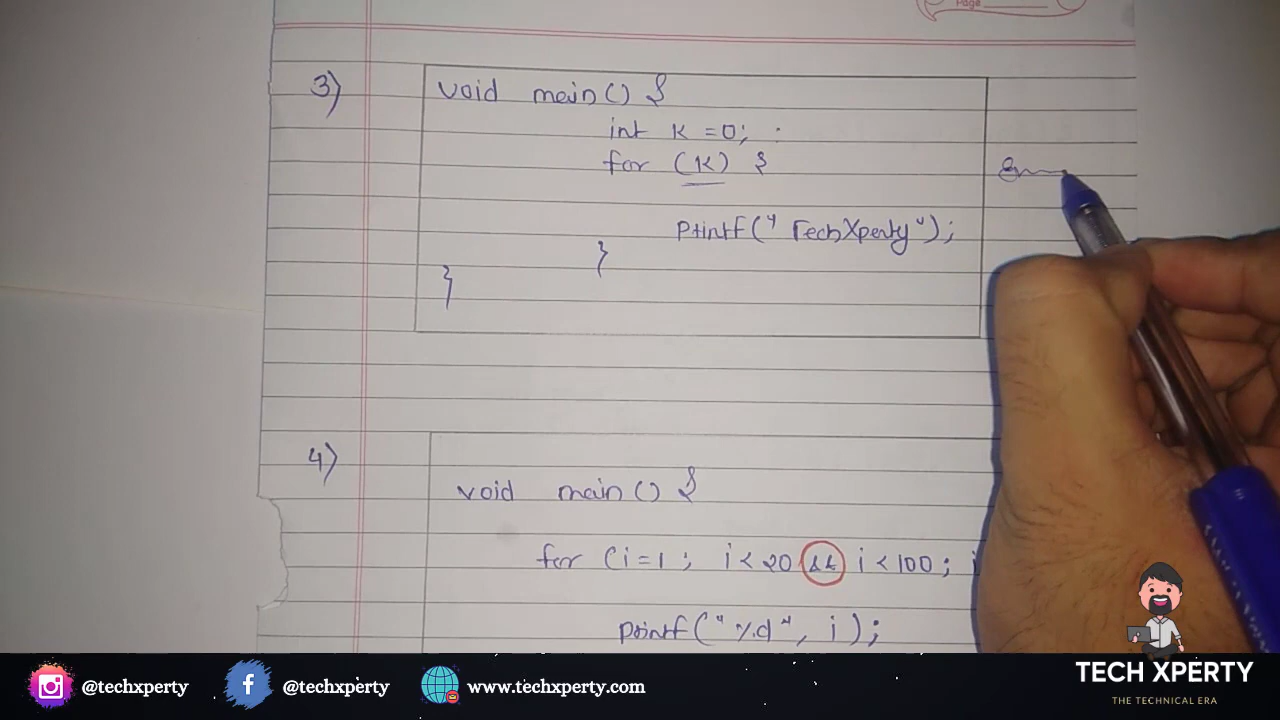 Page
3)
void main() {
int k =0; :
for (k) {
Printf(" TechXperty");
}
}
4)
void main() {
for (i=1; i<20 && i<100; i
printf("%d", i);
@techxperty
@techxperty
www.techxperty.com
TECH XPERTY
THE TECHNICAL ERA